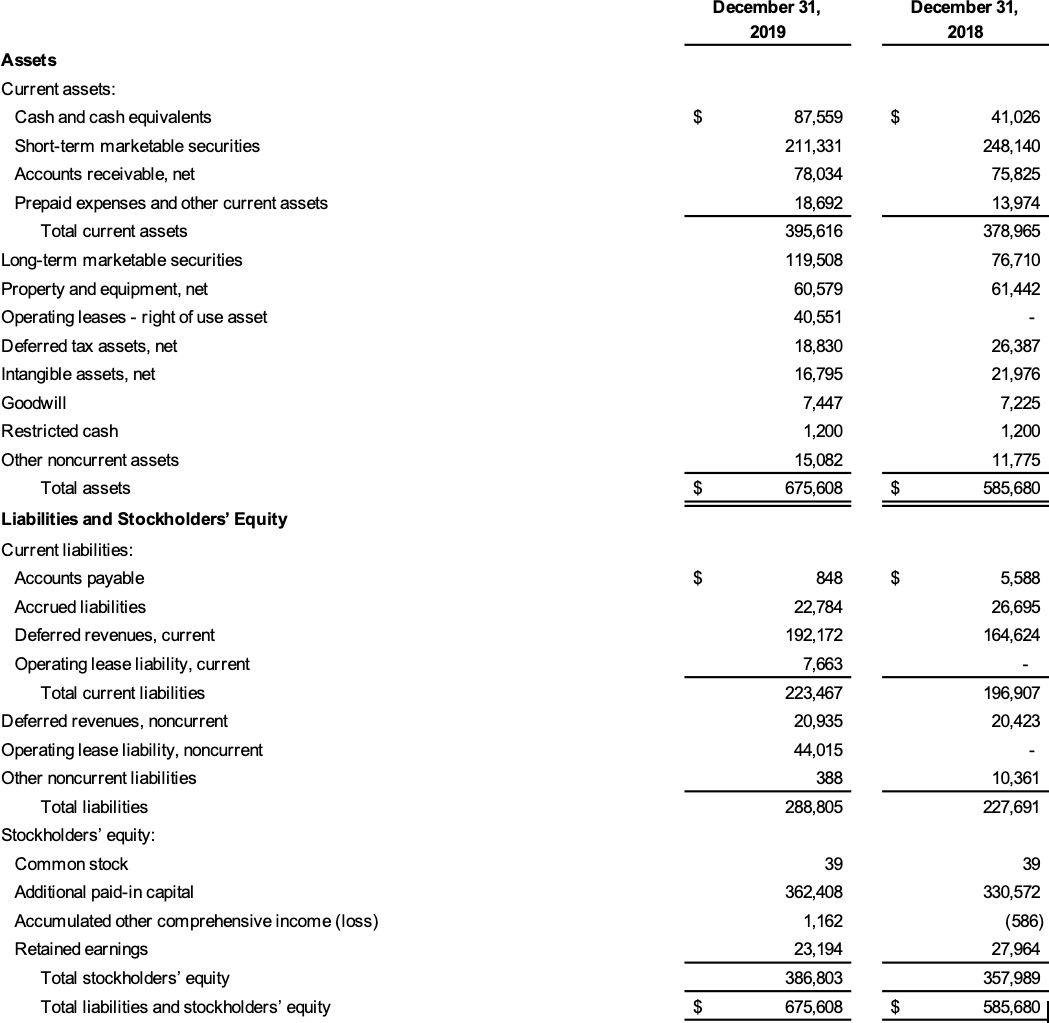 December 31, December 31,
2019 2018
Assets
Current assets:
Cash and cash equivalents $ 87,559 $ 41,026
Short-term marketable securities 211,331 248,140
Accounts receivable, net 78,034 75,825
Prepaid expenses and other current assets 18,692 13,974
Total current assets 395,616 378,965
Long-term marketable securities 119,508 76,710
Property and equipment, net 60,579 61,442
Operating leases - right of use asset 40,551 -
Deferred tax assets, net 18,830 26,387
Intangible assets, net 16,795 21,976
Goodwill 7,447 7,225
Restricted cash 1,200 1,200
Other noncurrent assets 15,082 11,775
Total assets $ 675,608 $ 585,680
Liabilities and Stockholders’ Equity
Current liabilities:
Accounts payable $ 848 $ 5,588
Accrued liabilities 22,784 26,695
Deferred revenues, current 192,172 164,624
Operating lease liability, current 7,663 -
Total current liabilities 223,467 196,907
Deferred revenues, noncurrent 20,935 20,423
Operating lease liability, noncurrent 44,015 -
Other noncurrent liabilities 388 10,361
Total liabilities 288,805 227,691
Stockholders’ equity:
Common stock 39 39
Additional paid-in capital 362,408 330,572
Accumulated other comprehensive income (loss) 1,162 (586)
Retained earnings 23,194 27,964
Total stockholders’ equity 386,803 357,989
Total liabilities and stockholders’ equity $ 675,608 $ 585,680